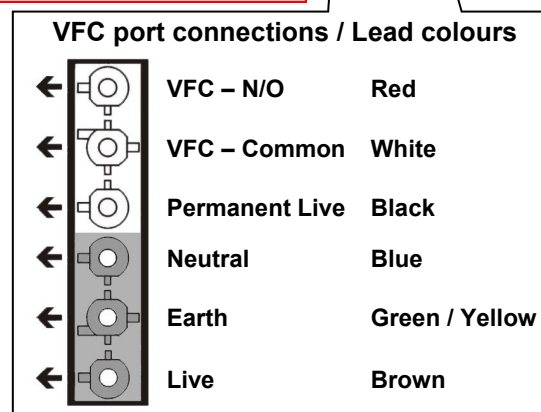 VFC port connections / Lead colours
VFC – N/O Red
VFC – Common White
Permanent Live Black
Neutral Blue
Earth Green / Yellow
Live Brown